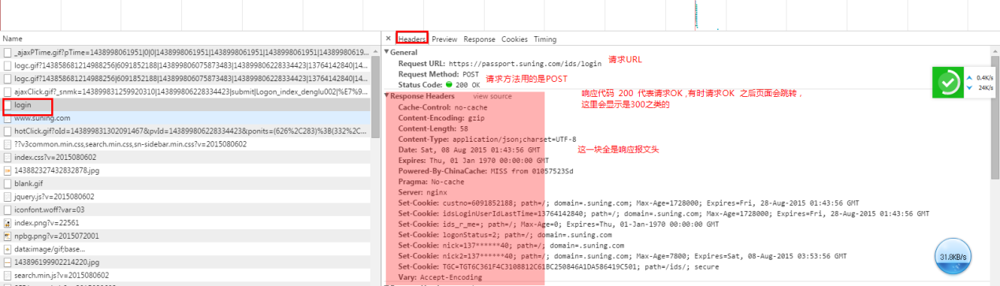 Name
_ajaxPTime.gif?pTime=1438998061951|0|0|1438998061951|1438998061951|1438998061951|14389980619...
logc.gif?143858681214988256|6091852188|143899806075873483|143899806228334423|13764142840|14...
logc.gif?143858681214988256|6091852188|143899806075873483|143899806228334423|13764142840|14...
ajaxClick.gif?_snmk=143899831259920310|143899806228334423|submit|Logon_index_denglu002|%E7%9...
login
www.suning.com
hotClick.gif?oId=143899831302091467&pvId=143899806228334423&ponits=(626%2C283)%3B(332%2C...
??v3common.min.css,search.min.css,sn-sidebar.min.css?v=2015080602
index.css?v=2015080602
143882327432832878.jpg
blank.gif
jquery.js?v=2015080602
iconfont.woff?var=03
index.png?v=22561
npbg.png?v=2015072001
data:image/gif;base...
143896199902214220.jpg
search.min.js?v=2015080602
× Headers Preview Response Cookies Timing
General
Request URL: https://passport.suning.com/ids/login 请求URL
Request Method: POST
Status Code: 200 OK 请求方法用的是POST
响应代码 200 代表请求OK ,有时请求OK 之后页面会跳转，
这里会显示是300之类的
Response Headers view source
Cache-Control: no-cache
Content-Encoding: gzip
Content-Length: 58
Content-Type: application/json;charset=UTF-8
Date: Sat, 08 Aug 2015 01:43:56 GMT 这一块全是响应报文头
Expires: Thu, 01 Jan 1970 00:00:00 GMT
Powered-By-ChinaCache: MISS from 01057523Sd
Pragma: No-cache
Server: nginx
Set-Cookie: custno=6091852188; path=/; domain=.suning.com; Max-Age=1728000; Expires=Fri, 28-Aug-2015 01:43:56 GMT
Set-Cookie: idsLoginUserIdLastTime=13764142840; path=/; domain=.suning.com; Max-Age=1728000; Expires=Fri, 28-Aug-2015 01:43:56 GMT
Set-Cookie: ids_r_me=; path=/; Max-Age=0; Expires=Thu, 01-Jan-1970 00:00:00 GMT
Set-Cookie: logonStatus=2; path=/; domain=.suning.com
Set-Cookie: nick=137******40; path=/; domain=.suning.com
Set-Cookie: nick2=137******40; path=/; domain=.suning.com; Max-Age=7800; Expires=Sat, 08-Aug-2015 03:53:56 GMT
Set-Cookie: TGC=TGT6C361F4C3108812C61BC250846A1DA586419C501; path=/ids/; secure
Vary: Accept-Encoding
0.4K/s
24K/s
31.8KB/s